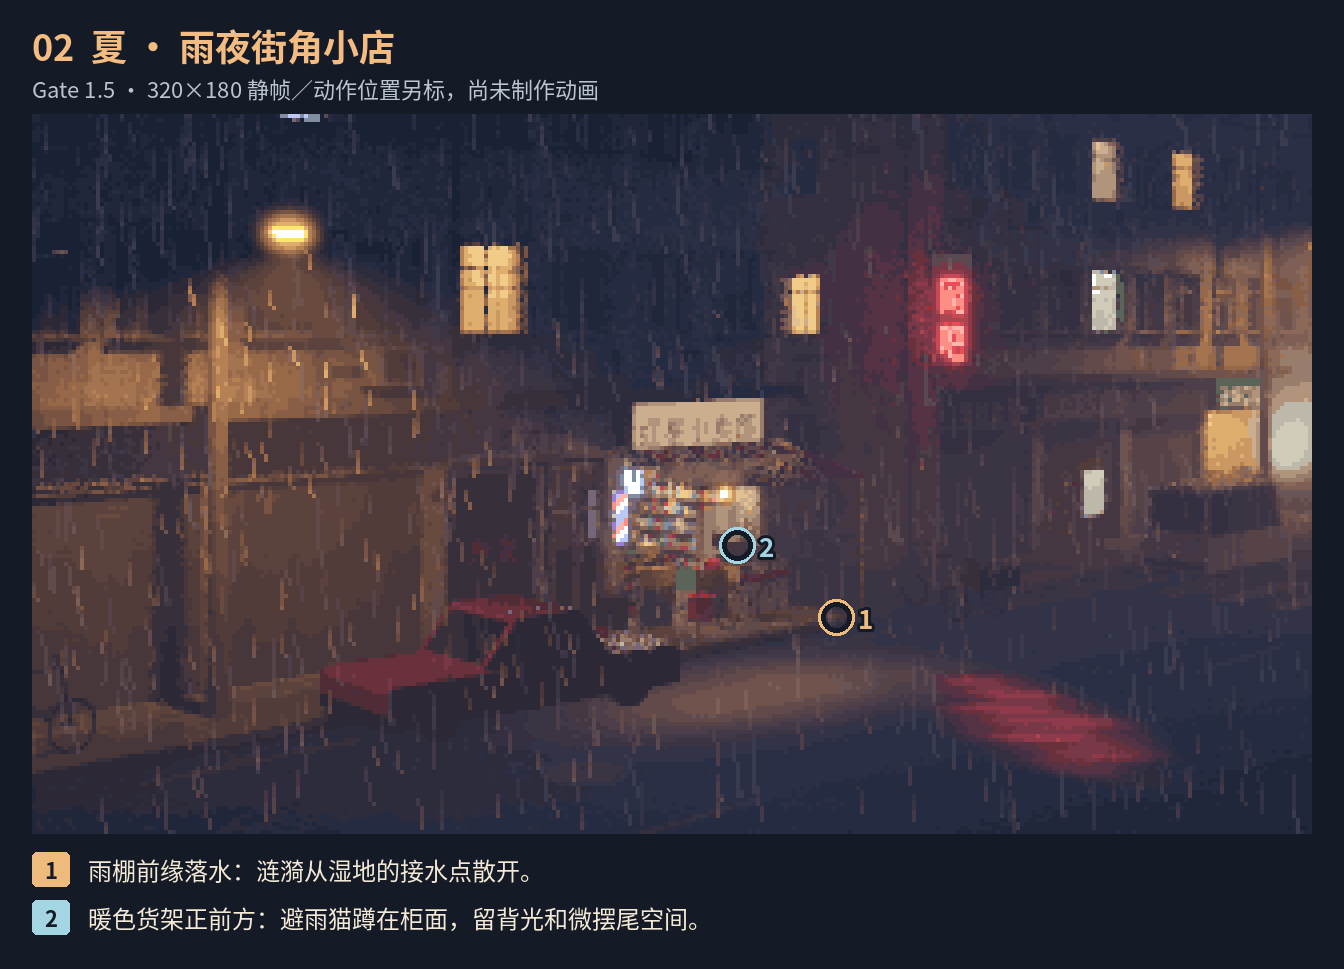 02 夏 · 雨夜街角小店
Gate 1.5 · 320×180 静帧／动作位置另标，尚未制作动画
2
1
1 雨棚前缘落水：涟漪从湿地的接水点散开。
2 暖色货架正前方：避雨猫蹲在柜面，留背光和微摆尾空间。